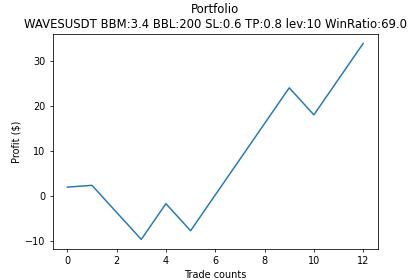 Portfolio
WAVESUSDT BBM:3.4 BBL:200 SL:0.6 TP:0.8 lev:10 WinRatio:69.0
30
20
10
0
−10
Profit ($)
0 2 4 6 8 10 12
Trade counts